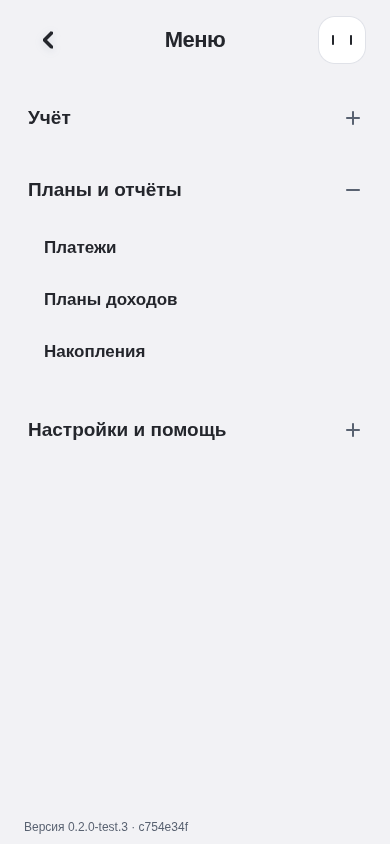 Меню
Учёт
Планы и отчёты
Платежи
Планы доходов
Накопления
Настройки и помощь
Версия 0.2.0-test.3 · c754e34f